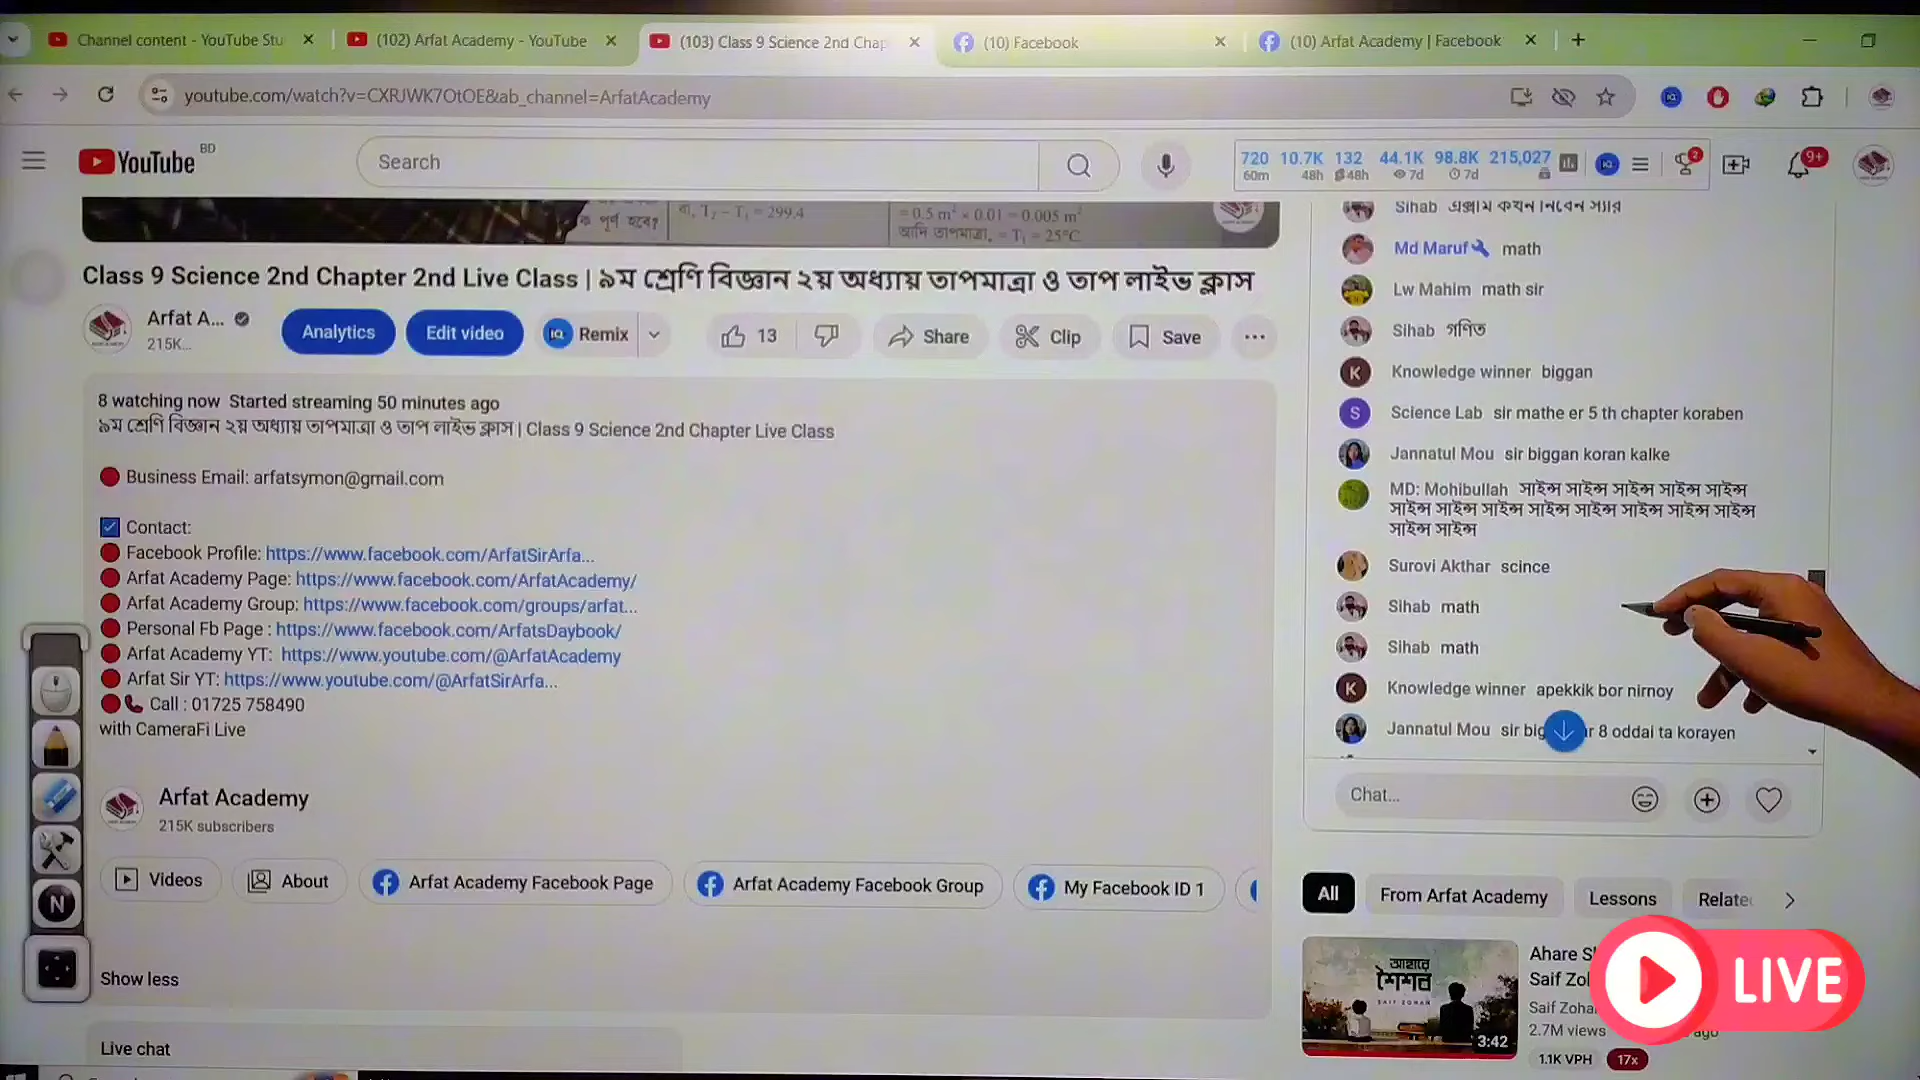 Channel content - YouTube Stu
(102) Arfat Academy - YouTube
(103) Class 9 Science 2nd Chap
(10) Facebook
(10) Arfat Academy | Facebook
youtube.com/watch?v=CXRJWK7OtOE&ab_channel=ArfatAcademy
YouTube BD
Search
720 10.7K 132 44.1K 98.8K 215,027
60m 48h 48h 7d 7d
2
9+
ক পূর্ণ হবে?
= 299.4
= 0.5 m² × 0.01 = 0.005 m²
আদি তাপমাত্রা, = T₁ = 25°C
Class 9 Science 2nd Chapter 2nd Live Class | ৯ম শ্রেণি বিজ্ঞান ২য় অধ্যায় তাপমাত্রা ও তাপ লাইভ ক্লাস
Arfat A...
215K...
Analytics
Edit video
Remix
13
Share
Clip
Save
8 watching now Started streaming 50 minutes ago
৯ম শ্রেণি বিজ্ঞান ২য় অধ্যায় তাপমাত্রা ও তাপ লাইভ ক্লাস | Class 9 Science 2nd Chapter Live Class
Business Email: arfatsymon@gmail.com
Contact:
Facebook Profile: https://www.facebook.com/ArfatSirArfa...
Arfat Academy Page: https://www.facebook.com/ArfatAcademy/
Arfat Academy Group: https://www.facebook.com/groups/arfat...
Personal Fb Page : https://www.facebook.com/ArfatsDaybook/
Arfat Academy YT: https://www.youtube.com/@ArfatAcademy
Arfat Sir YT: https://www.youtube.com/@ArfatSirArfa...
Call : 01725 758490
with CameraFi Live
Arfat Academy
215K subscribers
Videos
About
Arfat Academy Facebook Page
Arfat Academy Facebook Group
My Facebook ID 1
Show less
Live chat
Sihab এক্সাম কখন নিবেন স্যার
Md Maruf math
Lw Mahim math sir
Sihab গণিত
K Knowledge winner biggan
S Science Lab sir mathe er 5 th chapter koraben
Jannatul Mou sir biggan koran kalke
MD: Mohibullah সাইন্স সাইন্স সাইন্স সাইন্স সাইন্স
সাইন্স সাইন্স সাইন্স সাইন্স সাইন্স সাইন্স সাইন্স সাইন্স
সাইন্স সাইন্স
Surovi Akthar scince
Sihab math
Sihab math
K Knowledge winner apekkik bor nirnoy
Jannatul Mou sir 8 oddai ta korayen
Chat...
All
From Arfat Academy
Lessons
আহারে
শৈশব
SAIF ZOHAN
3:42
Ahare
Saif
Saif
2.7M views ago
1.1K VPH
17x
LIVE
N